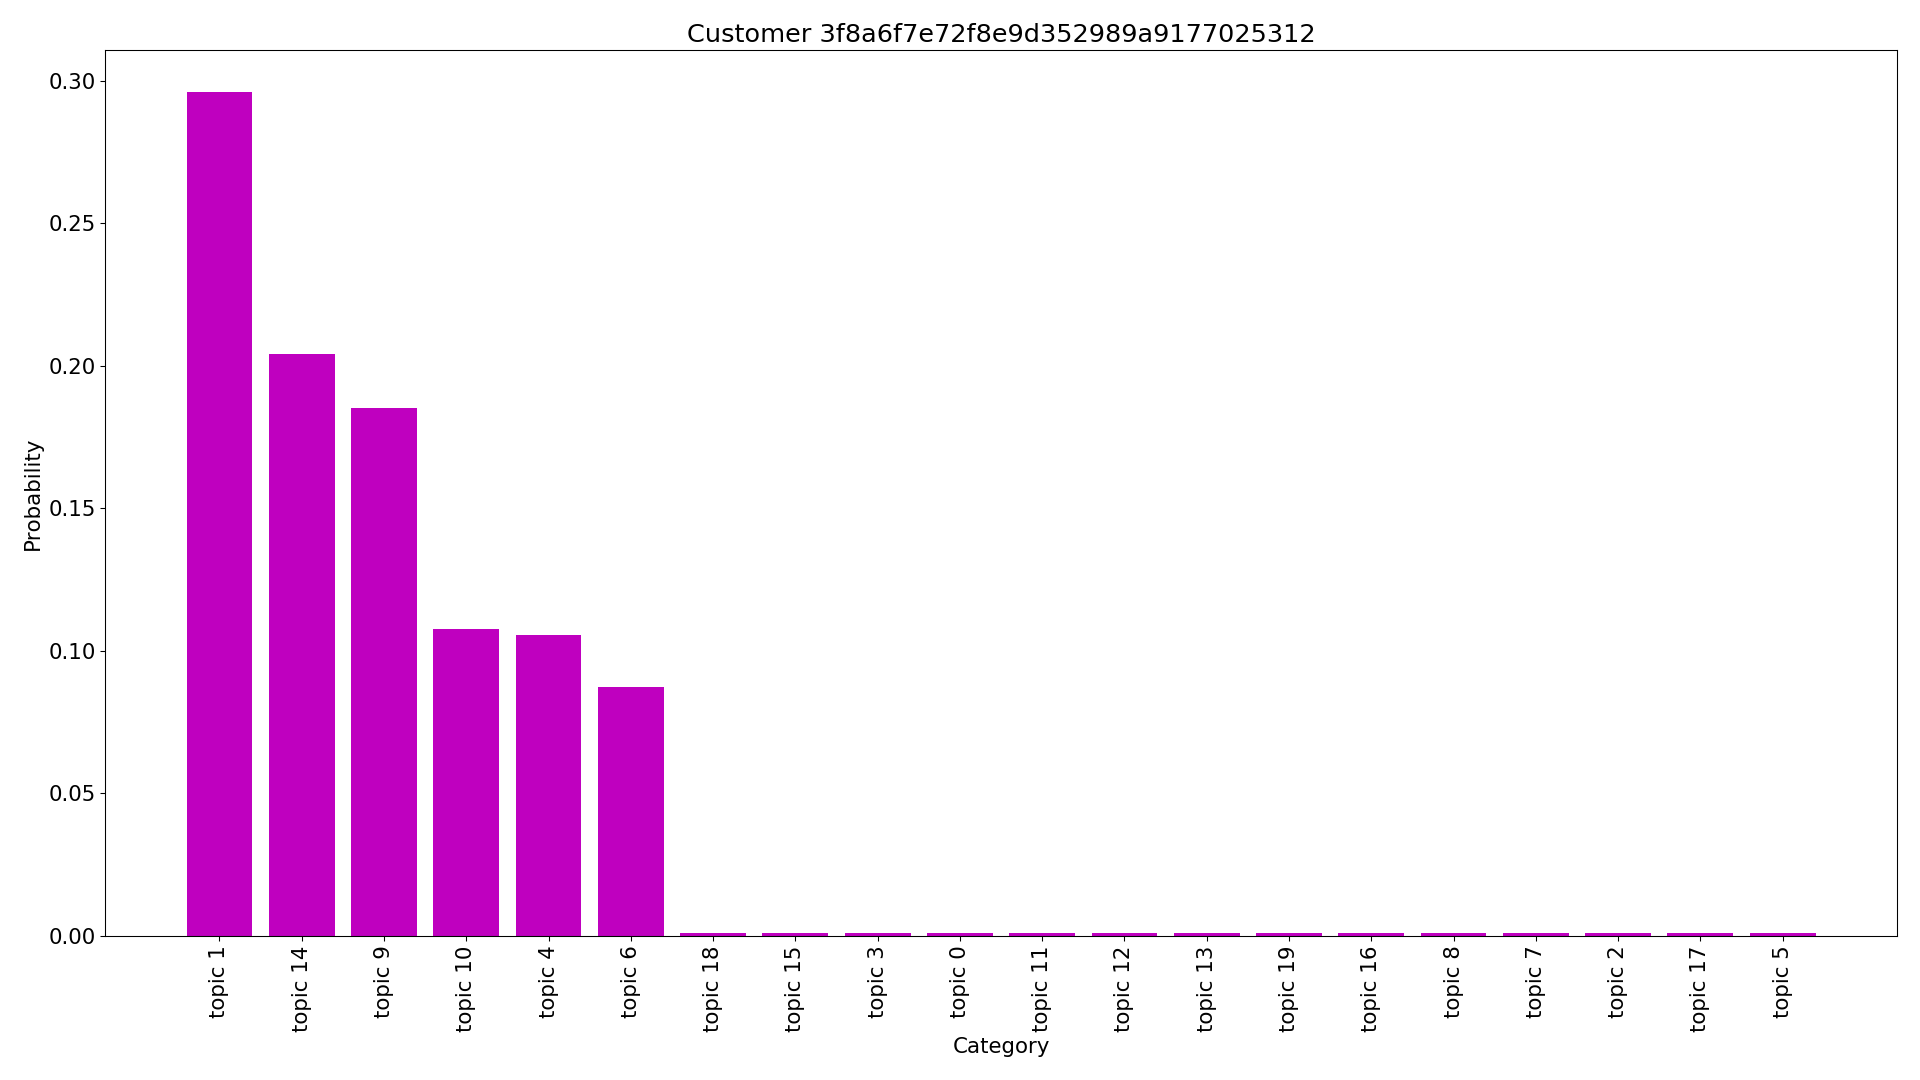 Customer 3f8a6f7e72f8e9d352989a9177025312
Probability
0.30
0.25
0.20
0.15
0.10
0.05
0.00
topic 1
topic 14
topic 9
topic 10
topic 4
topic 6
topic 18
topic 15
topic 3
topic 0
topic 11
topic 12
topic 13
topic 19
topic 16
topic 8
topic 7
topic 2
topic 17
topic 5
Category